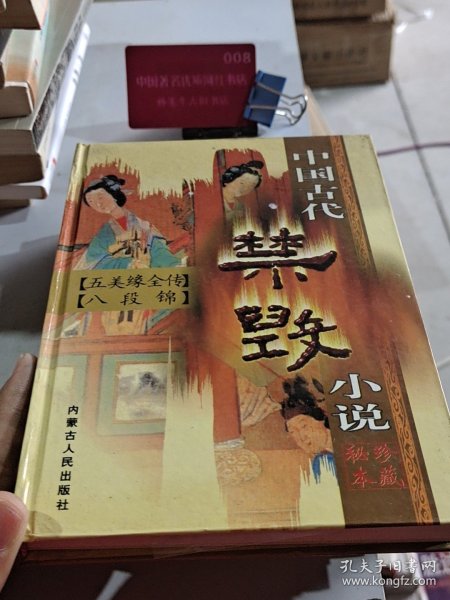 008
中国著名优质网上书店
中国古代
禁毁
小说
秘珍
本藏
【五美缘全传】
【八段锦】
内蒙古人民出版社
孔夫子旧书网
www.kongfz.com